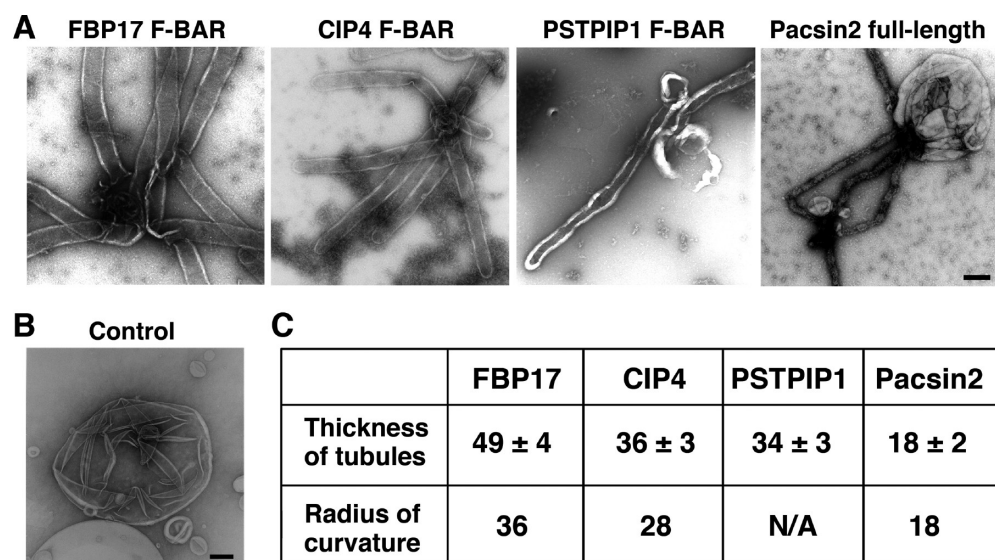 A
FBP17 F-BAR
CIP4 F-BAR
PSTPIP1 F-BAR
Pacsin2 full-length
B
Control
C
FBP17 CIP4 PSTPIP1 Pacsin2
Thickness
of tubules
49 ± 4 36 ± 3 34 ± 3 18 ± 2
Radius of
curvature
36 28 N/A 18